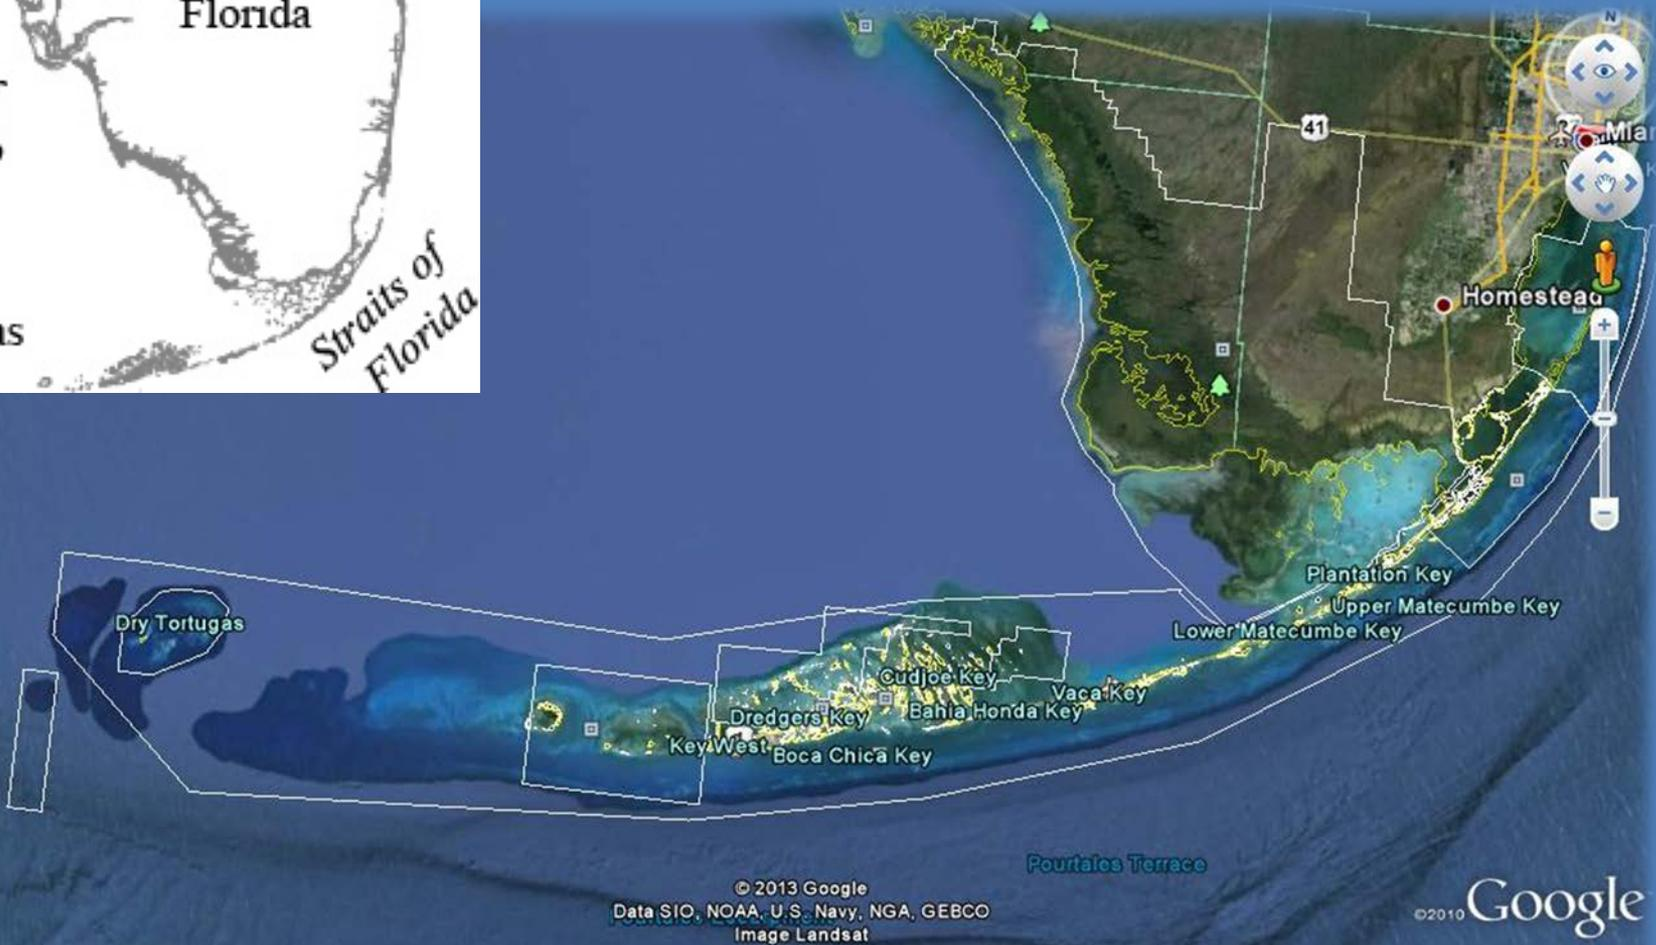 Florida
Straits of
Florida
N
41
Homestead
Plantation Key
Upper Matecumbe Key
Lower Matecumbe Key
Dry Tortugas
Cudjoe Key
Vaca Key
Bahia Honda Key
Dredgers Key
Key West
Boca Chica Key
Pourtales Terrace
© 2013 Google
Data SIO, NOAA, U.S. Navy, NGA, GEBCO
Image Landsat
©2010 Google